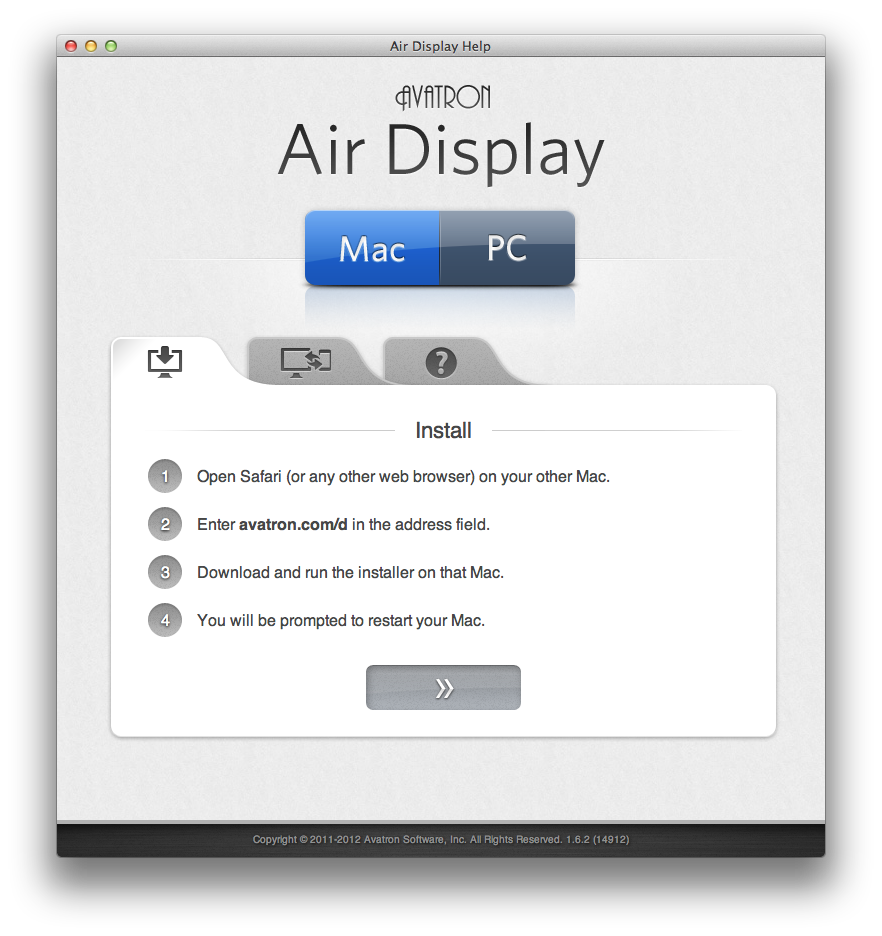 Air Display Help
AVATRON
Air Display
Mac
PC
?
Install
1 Open Safari (or any other web browser) on your other Mac.
2 Enter avatron.com/d in the address field.
3 Download and run the installer on that Mac.
4 You will be prompted to restart your Mac.
»
Copyright © 2011-2012 Avatron Software, Inc. All Rights Reserved. 1.6.2 (14912)